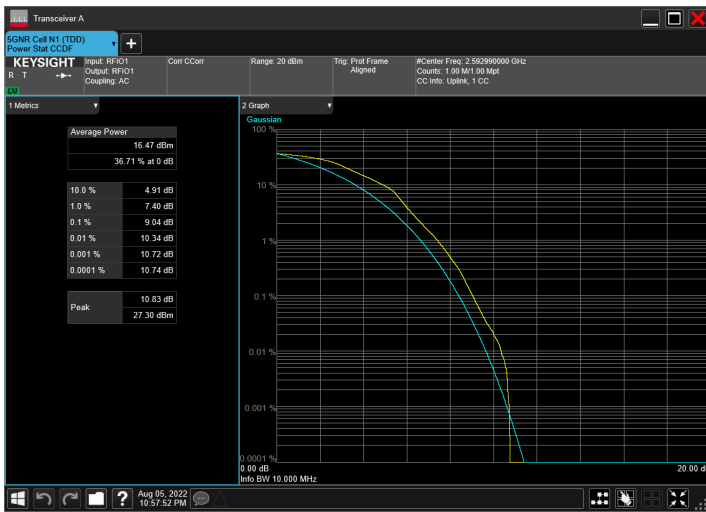 Transceiver A
5GNR Cell N1 (TDD)
Power Stat CCDF
KEYSIGHT
R T
LXI
Input: RFIO1
Output: RFIO1
Coupling: AC
Corr CCorr
Range: 20 dBm
Trig: Prot Frame
Aligned
#Center Freq: 2.592990000 GHz
Counts: 1.00 M/1.00 Mpt
CC Info: Uplink, 1 CC
1 Metrics
Average Power
16.47 dBm
36.71 % at 0 dB
10.0 % 4.91 dB
1.0 % 7.40 dB
0.1 % 9.04 dB
0.01 % 10.34 dB
0.001 % 10.72 dB
0.0001 % 10.74 dB
Peak
10.83 dB
27.30 dBm
2 Graph
Gaussian
100 %
10 %
1 %
0.1 %
0.01 %
0.001 %
0.0001 %
0.00 dB
20.00 d
Info BW 10.000 MHz
?
Aug 05, 2022
10:57:52 PM